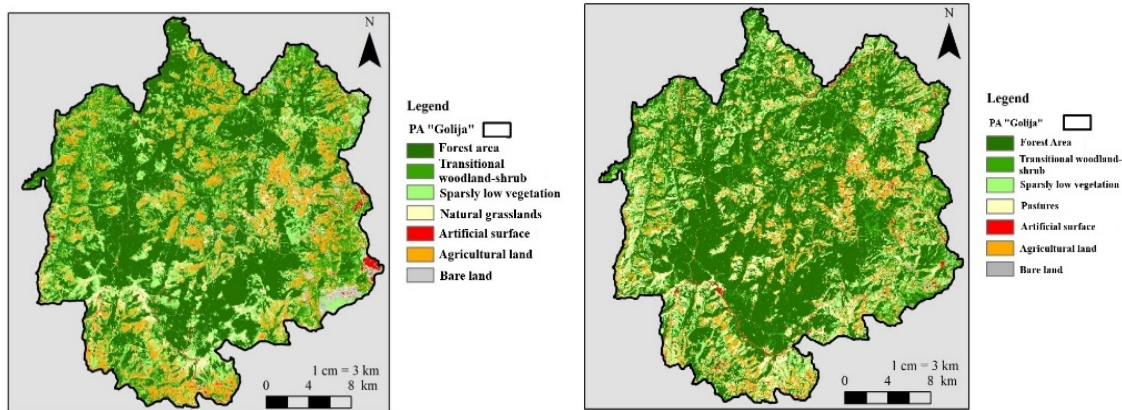 N
Legend
PA "Golija"
Forest area
Transitional
woodland-shrub
Sparsly low vegetation
Natural grasslands
Artificial surface
Agricultural land
Bare land
1 cm = 3 km
0 4 8 km
N
Legend
PA "Golija"
Forest Area
Transitional woodland-
shrub
Sparsly low vegetation
Pastures
Artificial surface
Agricultural land
Bare land
1 cm = 3 km
0 4 8 km